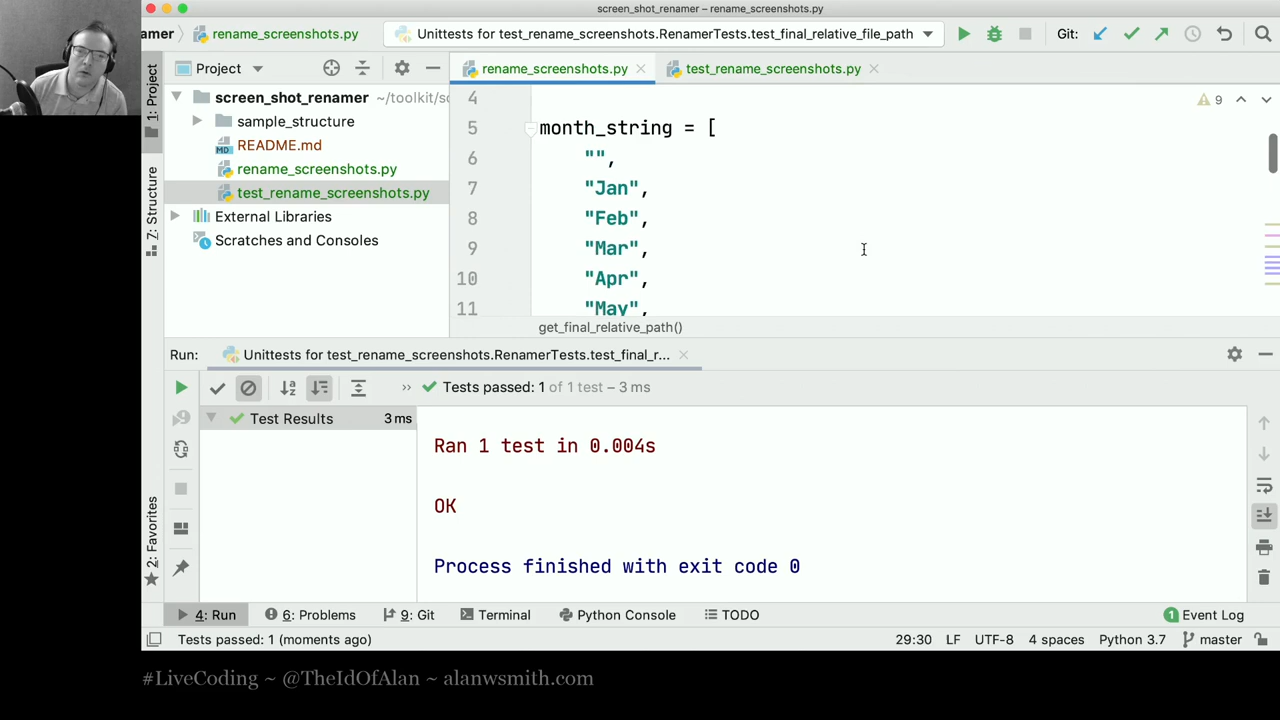 screen_shot_renamer – rename_screenshots.py
amer rename_screenshots.py Unittests for test_rename_screenshots.RenamerTests.test_final_relative_file_path Git:
1: Project
Project
rename_screenshots.py
test_rename_screenshots.py
screen_shot_renamer ~/toolkit/sc
sample_structure
README.md
rename_screenshots.py
test_rename_screenshots.py
External Libraries
Scratches and Consoles
7: Structure
2: Favorites
9
4
5 month_string = [
6 "",
7 "Jan",
8 "Feb",
9 "Mar",
10 "Apr",
11 "May",
get_final_relative_path()
Run: Unittests for test_rename_screenshots.RenamerTests.test_final_r...
» Tests passed: 1 of 1 test – 3 ms
Test Results 3 ms
Ran 1 test in 0.004s
OK
Process finished with exit code 0
4: Run 6: Problems 9: Git Terminal Python Console TODO 1 Event Log
Tests passed: 1 (moments ago) 29:30 LF UTF-8 4 spaces Python 3.7 master
#LiveCoding ~ @TheIdOfAlan ~ alanwsmith.com